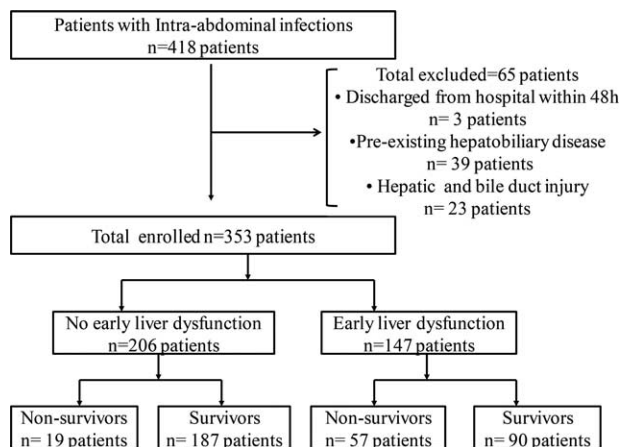 Patients with Intra-abdominal infections
n=418 patients
Total excluded=65 patients
• Discharged from hospital within 48h
n= 3 patients
•Pre-existing hepatobiliary disease
n= 39 patients
• Hepatic and bile duct injury
n= 23 patients
Total enrolled n=353 patients
No early liver dysfunction
n=206 patients
Early liver dysfunction
n=147 patients
Non-survivors
n= 19 patients
Survivors
n= 187 patients
Non-survivors
n= 57 patients
Survivors
n= 90 patients